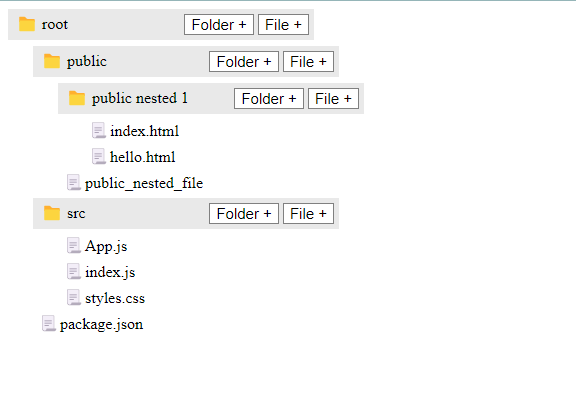 root Folder + File +
public Folder + File +
public nested 1 Folder + File +
index.html
hello.html
public_nested_file
src Folder + File +
App.js
index.js
styles.css
package.json